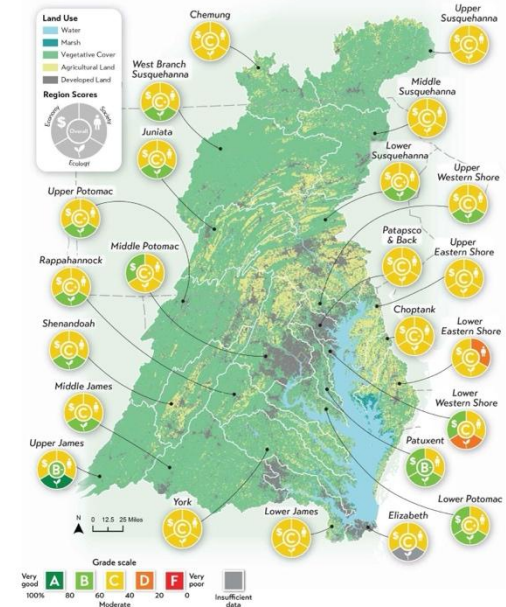 Land Use
Water
Marsh
Vegetative Cover
Agricultural Land
Developed Land
Region Scores
Economy
Society
Overall
Ecology
$
Chemung
$ C
Upper
Susquehanna
$ C
West Branch
Susquehanna
$ C
Middle
Susquehanna
$ C
Juniata
$ C
Lower
Susquehanna
$ C
Upper
Western Shore
$ C
Upper Potomac
$ C
Middle Potomac
$ C
Patapsco
& Back
$ C
Upper
Eastern Shore
$ C
Rappahannock
$ C
Choptank
$ C
Lower
Eastern Shore
$ C
Shenandoah
$ C
Lower
Western Shore
$ C
Middle James
$ C
Patuxent
$ B
Upper James
$ B
York
$ C
Lower James
$ C
Elizabeth
$ C
Lower Potomac
$ C
N
0 12.5 25 Miles
Grade scale
Very good A B C D F Very poor
100% 80 60 40 20 0
Moderate
Insufficient
data